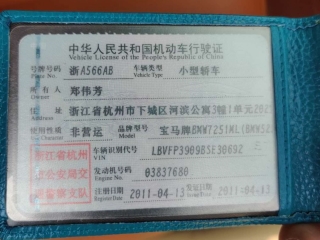 中华人民共和国机动车行驶证
Vehicle License of the People's Republic of China
号牌号码 浙A566AB 车辆类型 小型轿车
Plate No. Vehicle Type
所有人 郑伟芳
Owner
住址 浙江省杭州市下城区河滨公寓3幢1单元202
Address
使用性质 非营运 品牌型号 宝马牌BMW7251ML(BMW52
Use Character Model
浙江省杭州 车辆识别代号 LBVFP3909BSE30692
VIN
市公安局交 发动机号码 03837680
Engine No.
通警察支队 注册日期 2011-04-13 发证日期 2011-04-13
Register Date Issue Date